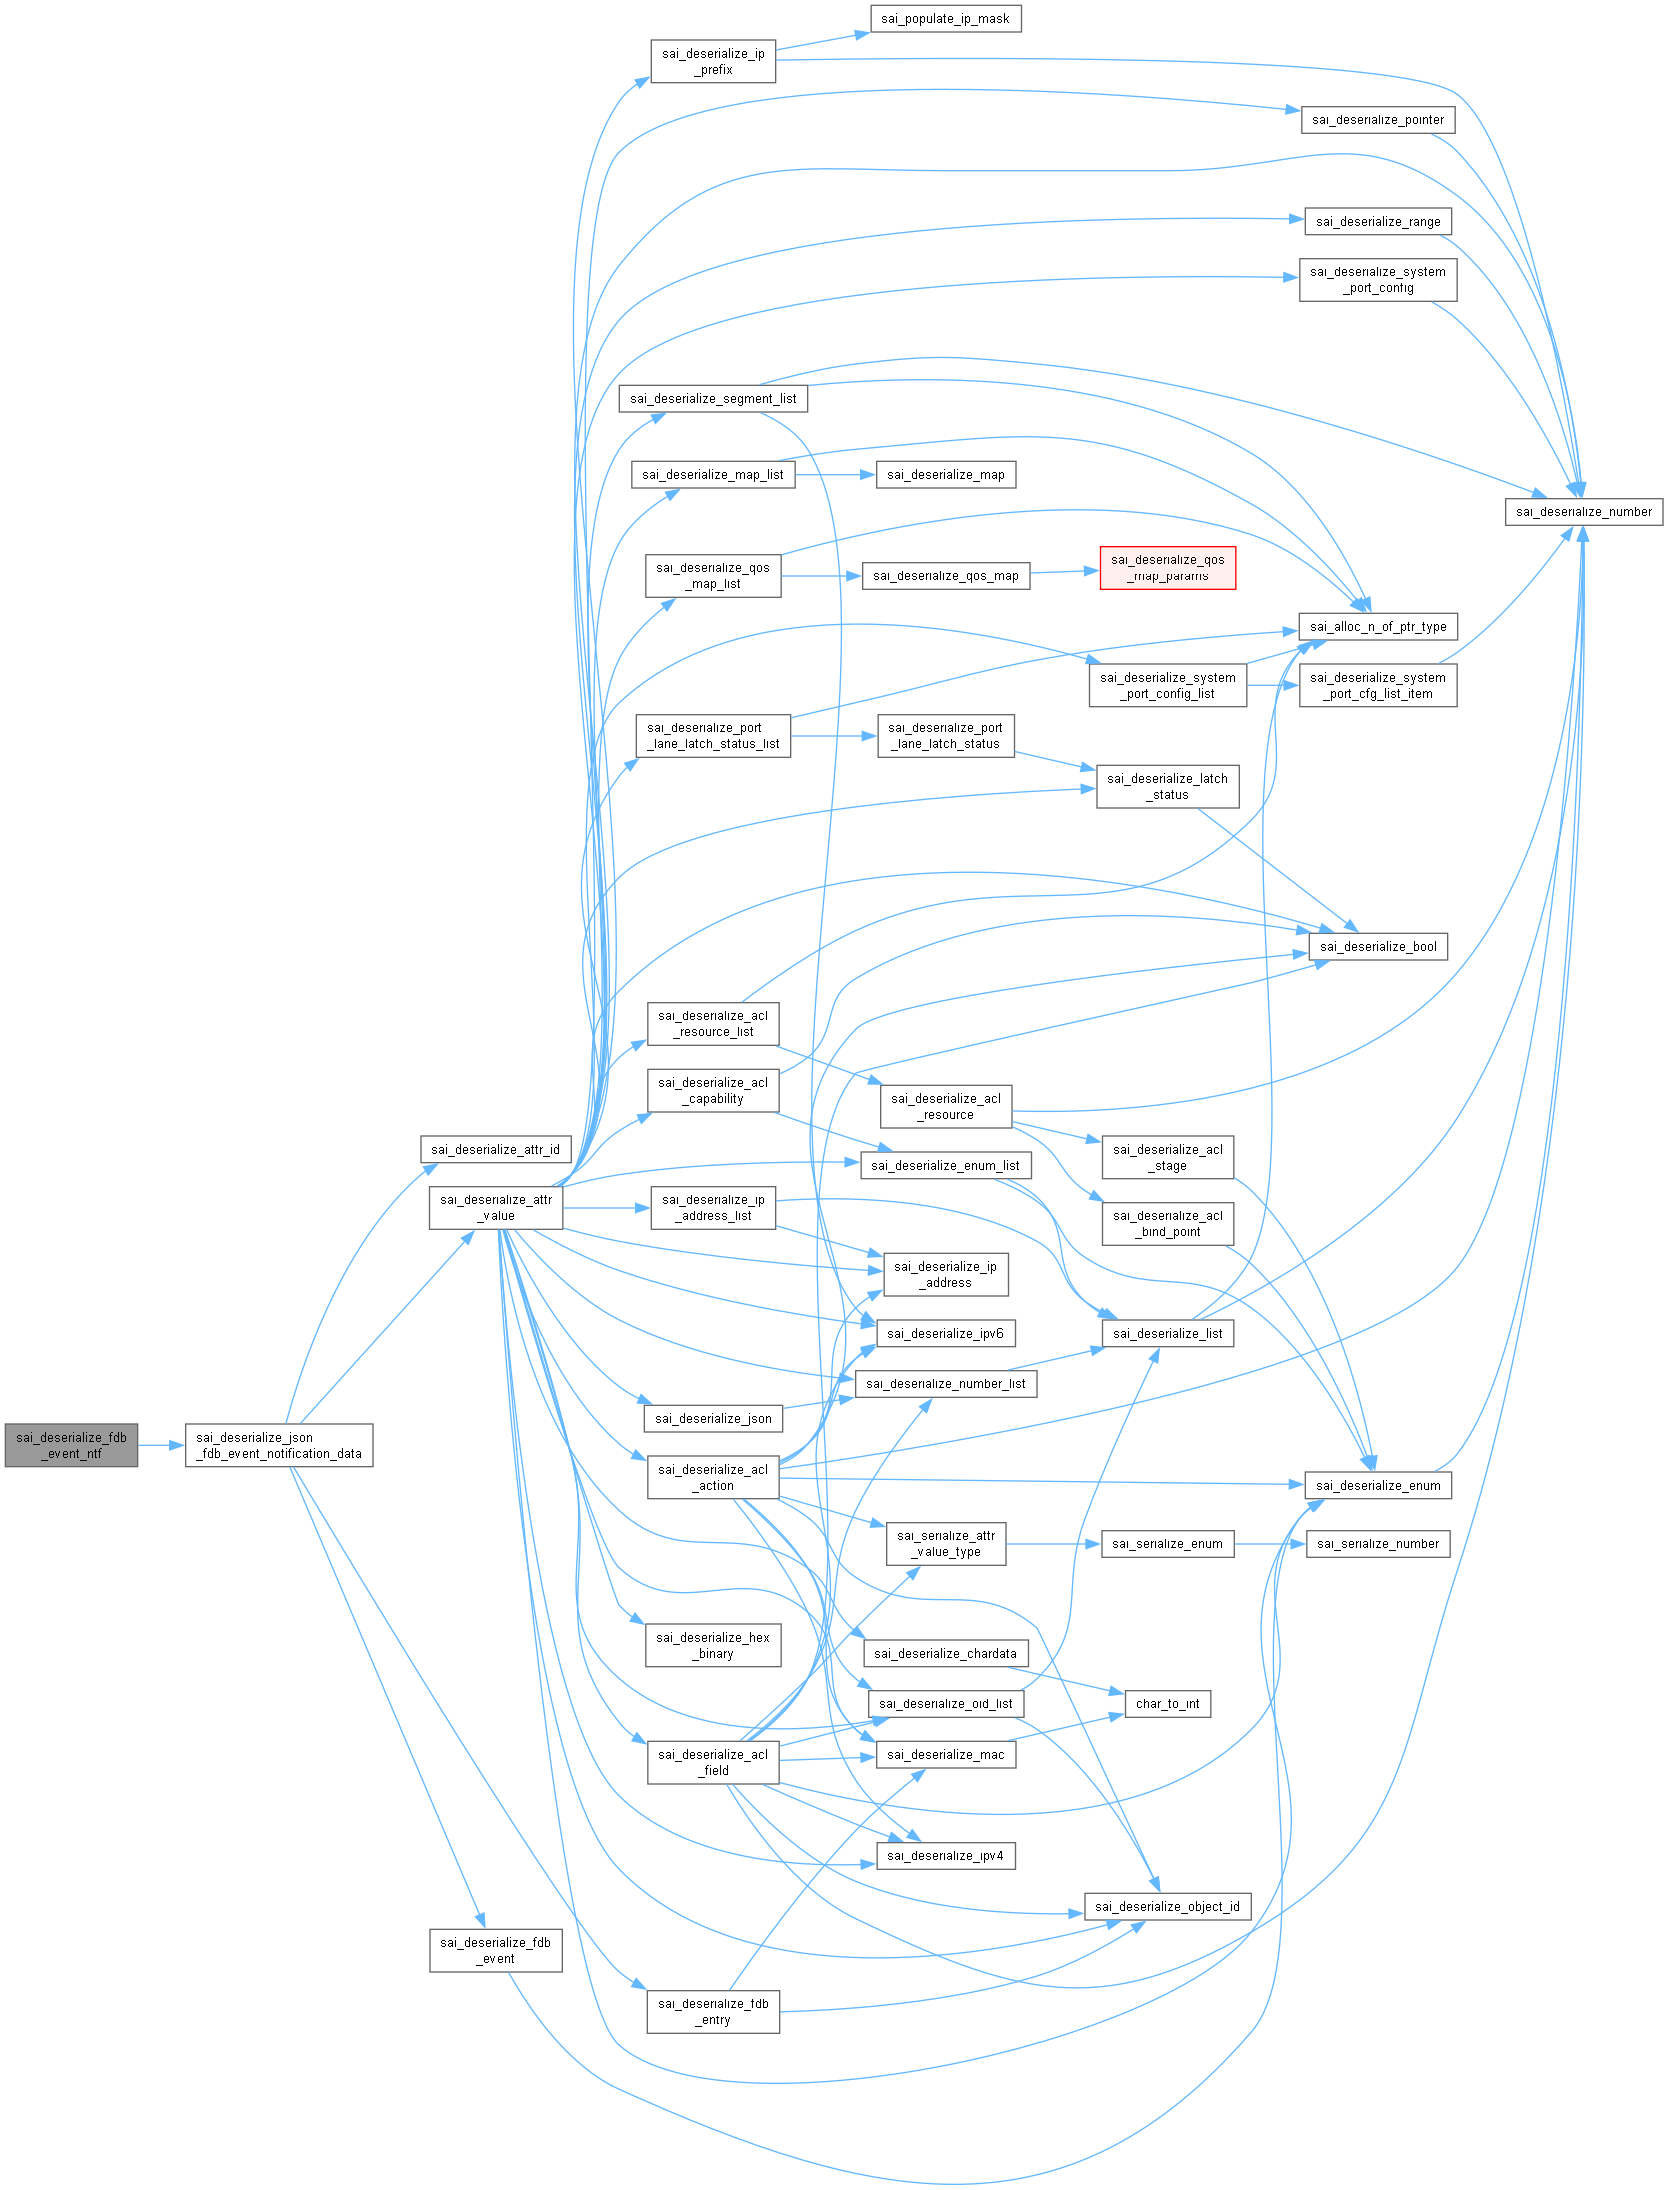 sai_populate_ip_mask
sai_deserialize_ip
_prefix
sai_deserialize_pointer
sai_deserialize_range
sai_deserialize_system
_port_config
sai_deserialize_segment_list
sai_deserialize_map_list
sai_deserialize_map
sai_deserialize_number
sai_deserialize_qos
_map_list
sai_deserialize_qos_map
sai_deserialize_qos
_map_params
sai_alloc_n_of_ptr_type
sai_deserialize_system
_port_config_list
sai_deserialize_system
_port_cfg_list_item
sai_deserialize_port
_lane_latch_status_list
sai_deserialize_port
_lane_latch_status
sai_deserialize_latch
_status
sai_deserialize_bool
sai_deserialize_acl
_resource_list
sai_deserialize_acl
_capability
sai_deserialize_acl
_resource
sai_deserialize_attr_id
sai_deserialize_acl
_stage
sai_deserialize_enum_list
sai_deserialize_attr
_value
sai_deserialize_ip
_address_list
sai_deserialize_acl
_bind_point
sai_deserialize_ip
_address
sai_deserialize_ipv6
sai_deserialize_list
sai_deserialize_number_list
sai_deserialize_json
sai_deserialize_fdb
_event_ntf
sai_deserialize_json
_fdb_event_notification_data
sai_deserialize_acl
_action
sai_deserialize_enum
sai_serialize_attr
_value_type
sai_serialize_enum
sai_serialize_number
sai_deserialize_hex
_binary
sai_deserialize_chardata
sai_deserialize_oid_list
char_to_int
sai_deserialize_acl
_field
sai_deserialize_mac
sai_deserialize_ipv4
sai_deserialize_object_id
sai_deserialize_fdb
_event
sai_deserialize_fdb
_entry